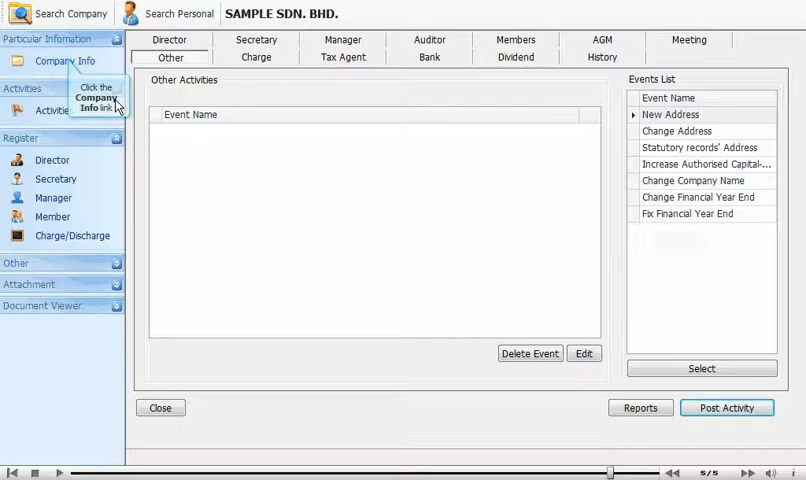 Search Company
Search Personal
SAMPLE SDN. BHD.
Particular Infomation
Company Info
Click the
Company
Info link
Activities
Activities
Register
Director
Secretary
Manager
Member
Charge/Discharge
Other
Attachment
Document Viewer
Director
Secretary
Manager
Auditor
Members
AGM
Meeting
Other
Charge
Tax Agent
Bank
Dividend
History
Other Activities
Event Name
Delete Event
Edit
Events List
Event Name
New Address
Change Address
Statutory records' Address
Increase Authorised Capital-...
Change Company Name
Change Financial Year End
Fix Financial Year End
Select
Close
Reports
Post Activity
5/5